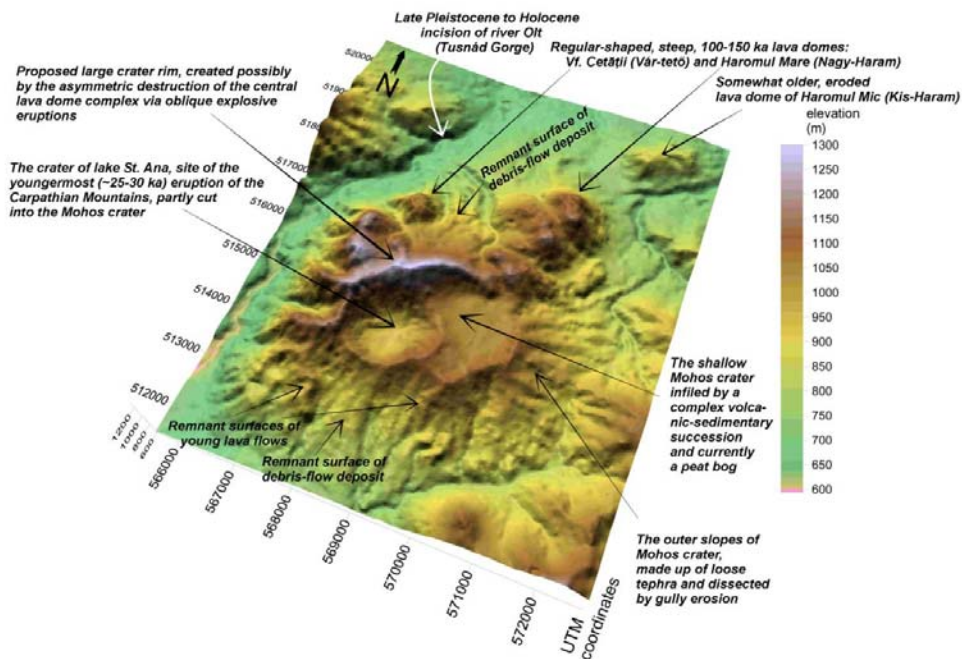 Late Pleistocene to Holocene
incision of river Olt
(Tusnád Gorge)
Regular-shaped, steep, 100-150 ka lava domes:
Vf. Cetăţii (Vár-tető) and Haromul Mare (Nagy-Haram)
Somewhat older, eroded
lava dome of Haromul Mic (Kis-Haram)
Proposed large crater rim, created possibly
by the asymmetric destruction of the central
lava dome complex via oblique explosive
eruptions
The crater of lake St. Ana, site of the
youngermost (~25-30 ka) eruption of the
Carpathian Mountains, partly cut
into the Mohos crater
N
Remnant surface of
debris-flow deposit
elevation
(m)
1300
1200
1100
1050
1000
950
900
850
800
750
700
650
600
The shallow
Mohos crater
infiled by a
complex volca-
nic-sedimentary
succession
and currently
a peat bog
Remnant surfaces of
young lava flows
Remnant surface of
debris-flow deposit
The outer slopes of
Mohos crater,
made up of loose
tephra and dissected
by gully erosion
520000
517000
516000
515000
514000
513000
512000
1200
1000
800
600
566000
567000
568000
569000
570000
571000
572000
UTM
coordinates